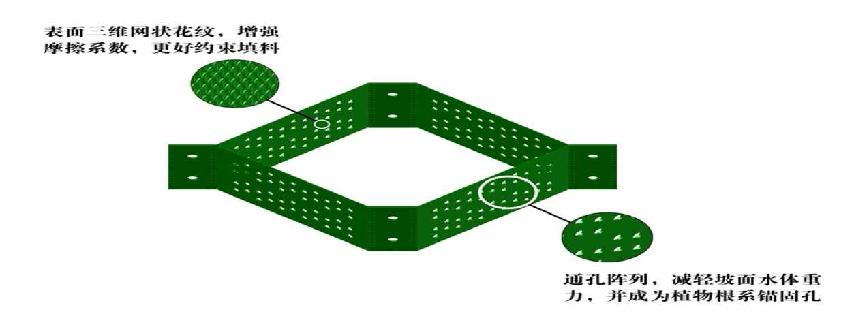 表面三维网状花纹，增强
摩擦系数，更好约束填料
通孔阵列，减轻坡面水体重
力，并成为植物根系锚固孔